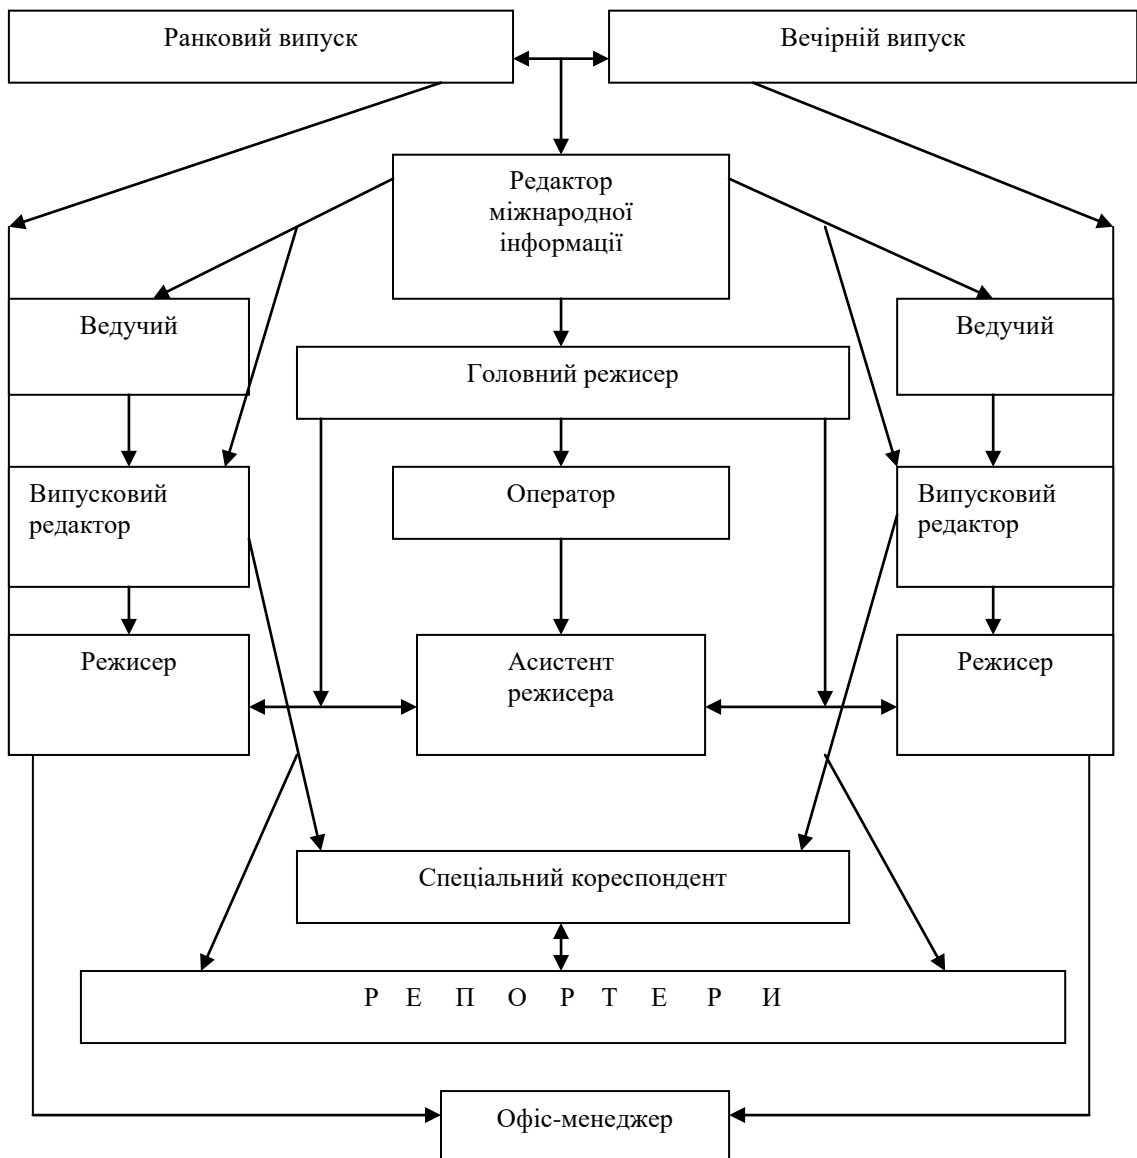 Ранковий випуск
Вечірній випуск
Редактор
міжнародної
інформації
Ведучий
Ведучий
Головний режисер
Випусковий
редактор
Оператор
Випусковий
редактор
Режисер
Асистент
режисера
Режисер
Спеціальний кореспондент
Р Е П О Р Т Е Р И
Офіс-менеджер